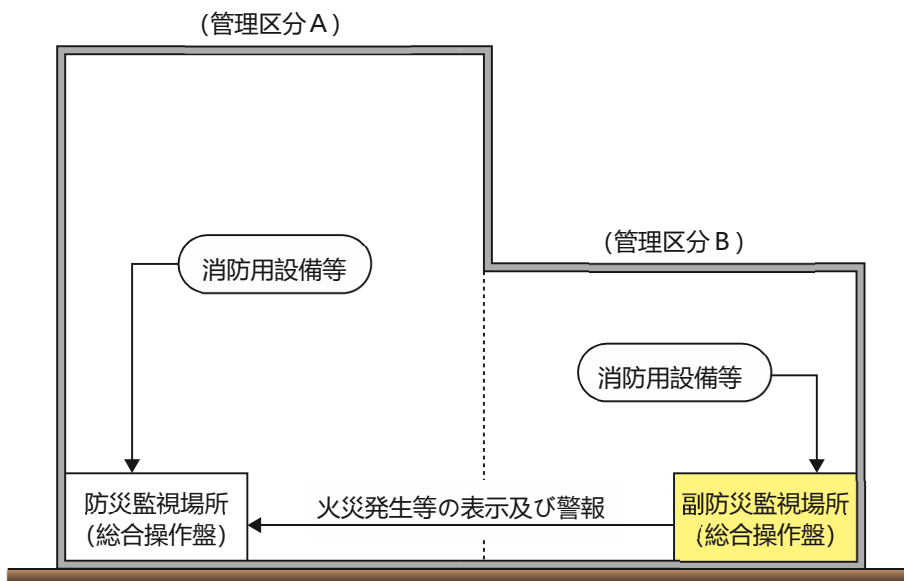 (管理区分A)
(管理区分B)
消防用設備等
消防用設備等
防災監視場所
(総合操作盤)
火災発生等の表示及び警報
副防災監視場所
(総合操作盤)